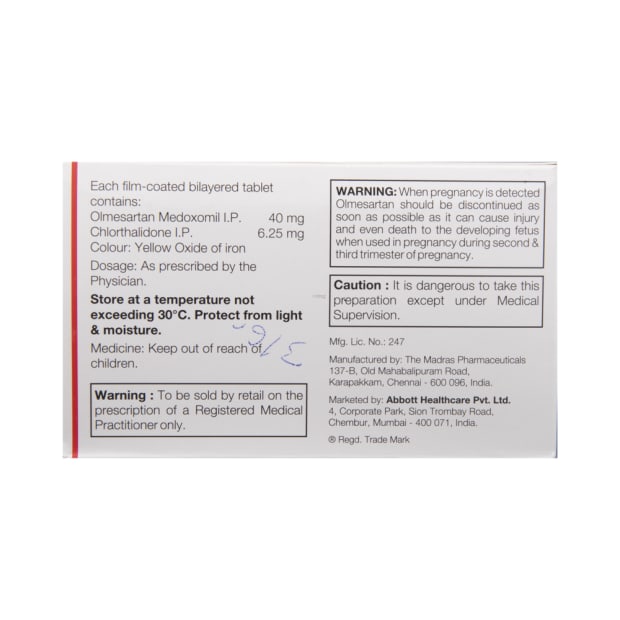 Each film-coated bilayered tablet
contains:
Olmesartan Medoxomil I.P. 40 mg
Chlorthalidone I.P. 6.25 mg
Colour: Yellow Oxide of iron
Dosage: As prescribed by the
Physician.
Store at a temperature not
exceeding 30°C. Protect from light
& moisture.
Medicine: Keep out of reach of
children.
Warning : To be sold by retail on the
prescription of a Registered Medical
Practitioner only.
WARNING: When pregnancy is detected
Olmesartan should be discontinued as
soon as possible as it can cause injury
and even death to the developing fetus
when used in pregnancy during second &
third trimester of pregnancy.
Caution : It is dangerous to take this
preparation except under Medical
Supervision.
Mfg. Lic. No.: 247
Manufactured by: The Madras Pharmaceuticals
137-B, Old Mahabalipuram Road,
Karapakkam, Chennai - 600 096, India.
Marketed by: Abbott Healthcare Pvt. Ltd.
4, Corporate Park, Sion Trombay Road,
Chembur, Mumbai - 400 071, India.
® Regd. Trade Mark